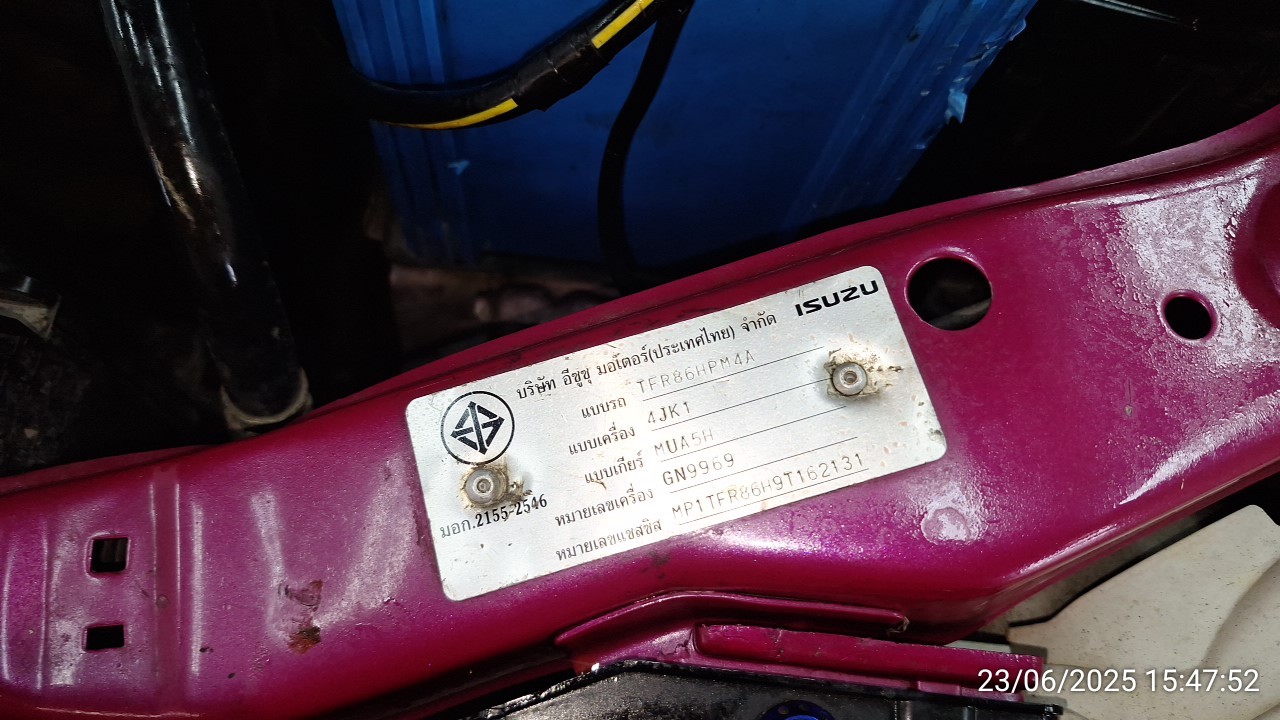 ISUZU
บริษัท อีซูซุ มอเตอร์(ประเทศไทย) จำกัด
แบบรถ TFR86HPM4A
แบบเครื่อง 4JK1
แบบเกียร์ MUA5H
หมายเลขเครื่อง GN9969
หมายเลขแชสซิส MP1TFR86H9T162131
มอก.2155-2546
23/06/2025 15:47:52